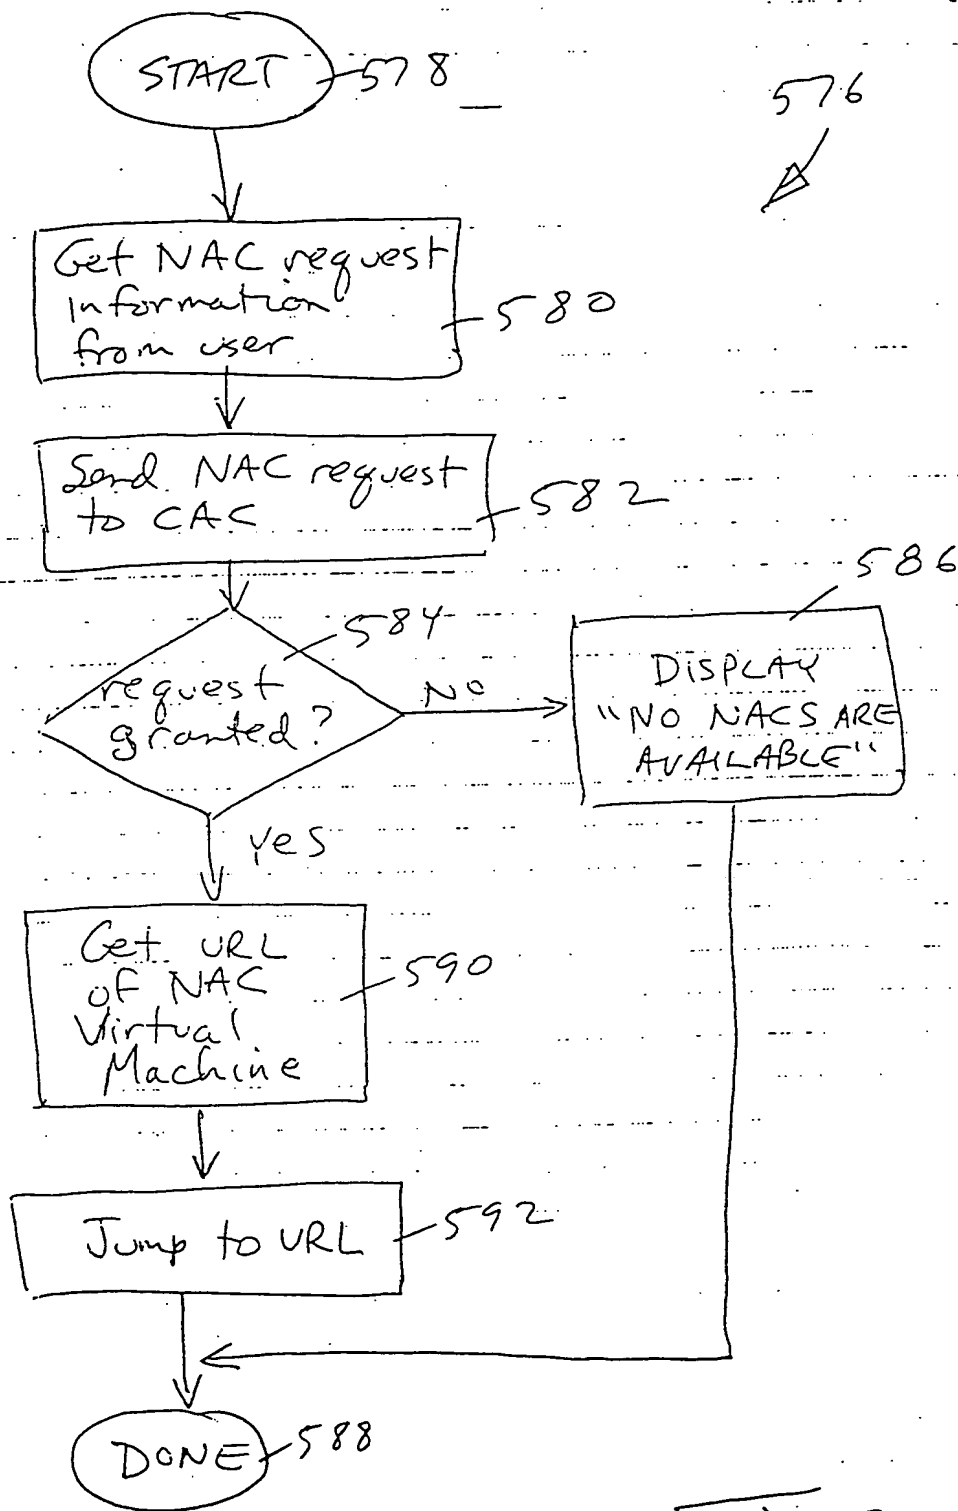 START 578
576
Get NAC request
information
from user
580
Send NAC request
to CAC
582
584
request
granted?
NO
586
DISPLAY
"NO NACS ARE
AVAILABLE"
yes
Get URL
of NAC
Virtual
Machine
590
Jump to URL
592
DONE
588